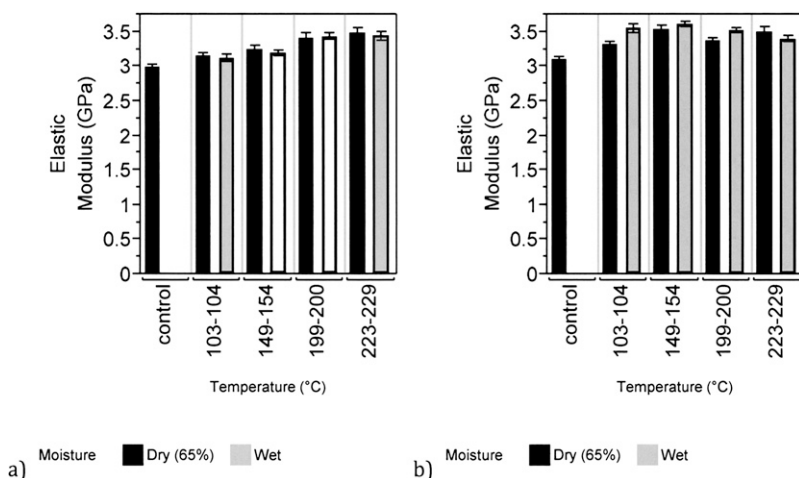 Elastic
Modulus (GPa)
3.5
3
2.5
2
1.5
1
0.5
0
control
103-104
149-154
199-200
223-229
Temperature (°C)
a) Moisture Dry (65%) Wet
Elastic
Modulus (GPa)
3.5
3
2.5
2
1.5
1
0.5
0
control
103-104
149-154
199-200
223-229
Temperature (°C)
b) Moisture Dry (65%) Wet